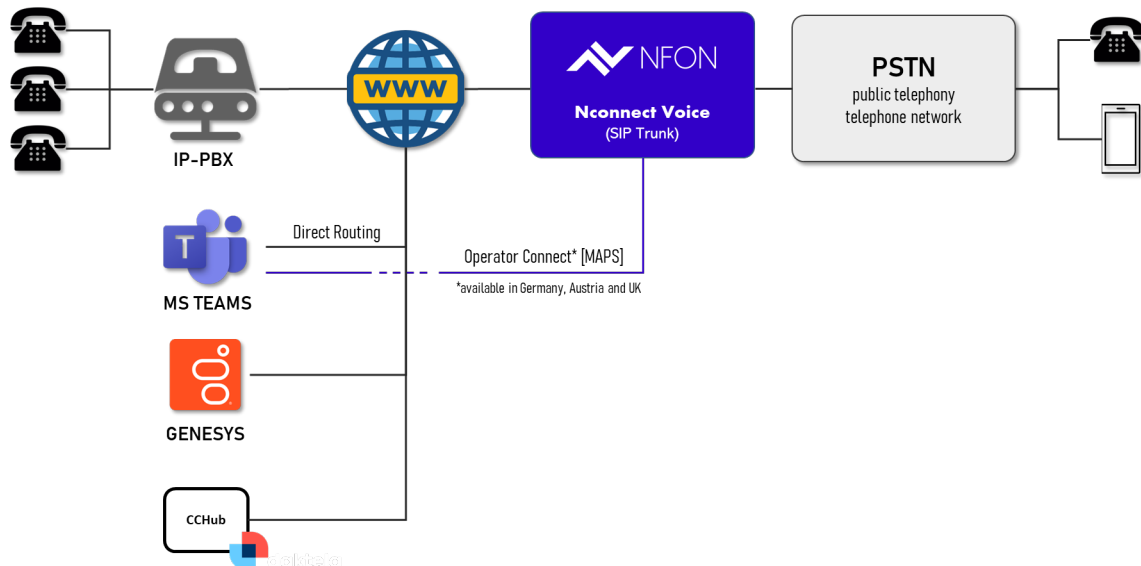 WWW
NFON
Nconnect Voice
(SIP Trunk)
PSTN
public telephony
telephone network
IP-PBX
Direct Routing
T
Operator Connect* [MAPS]
*available in Germany, Austria and UK
MS TEAMS
GENESYS
CCHub